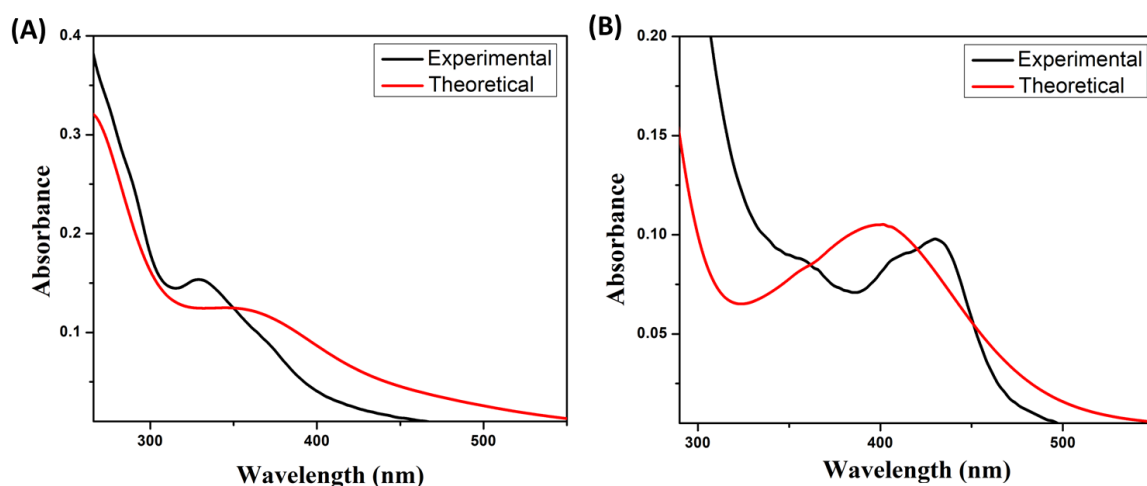 (A)
0.4
0.3
0.2
0.1
Absorbance
Experimental
Theoretical
300
400
500
Wavelength (nm)
(B)
0.20
0.15
0.10
0.05
Absorbance
Experimental
Theoretical
300
400
500
Wavelength (nm)